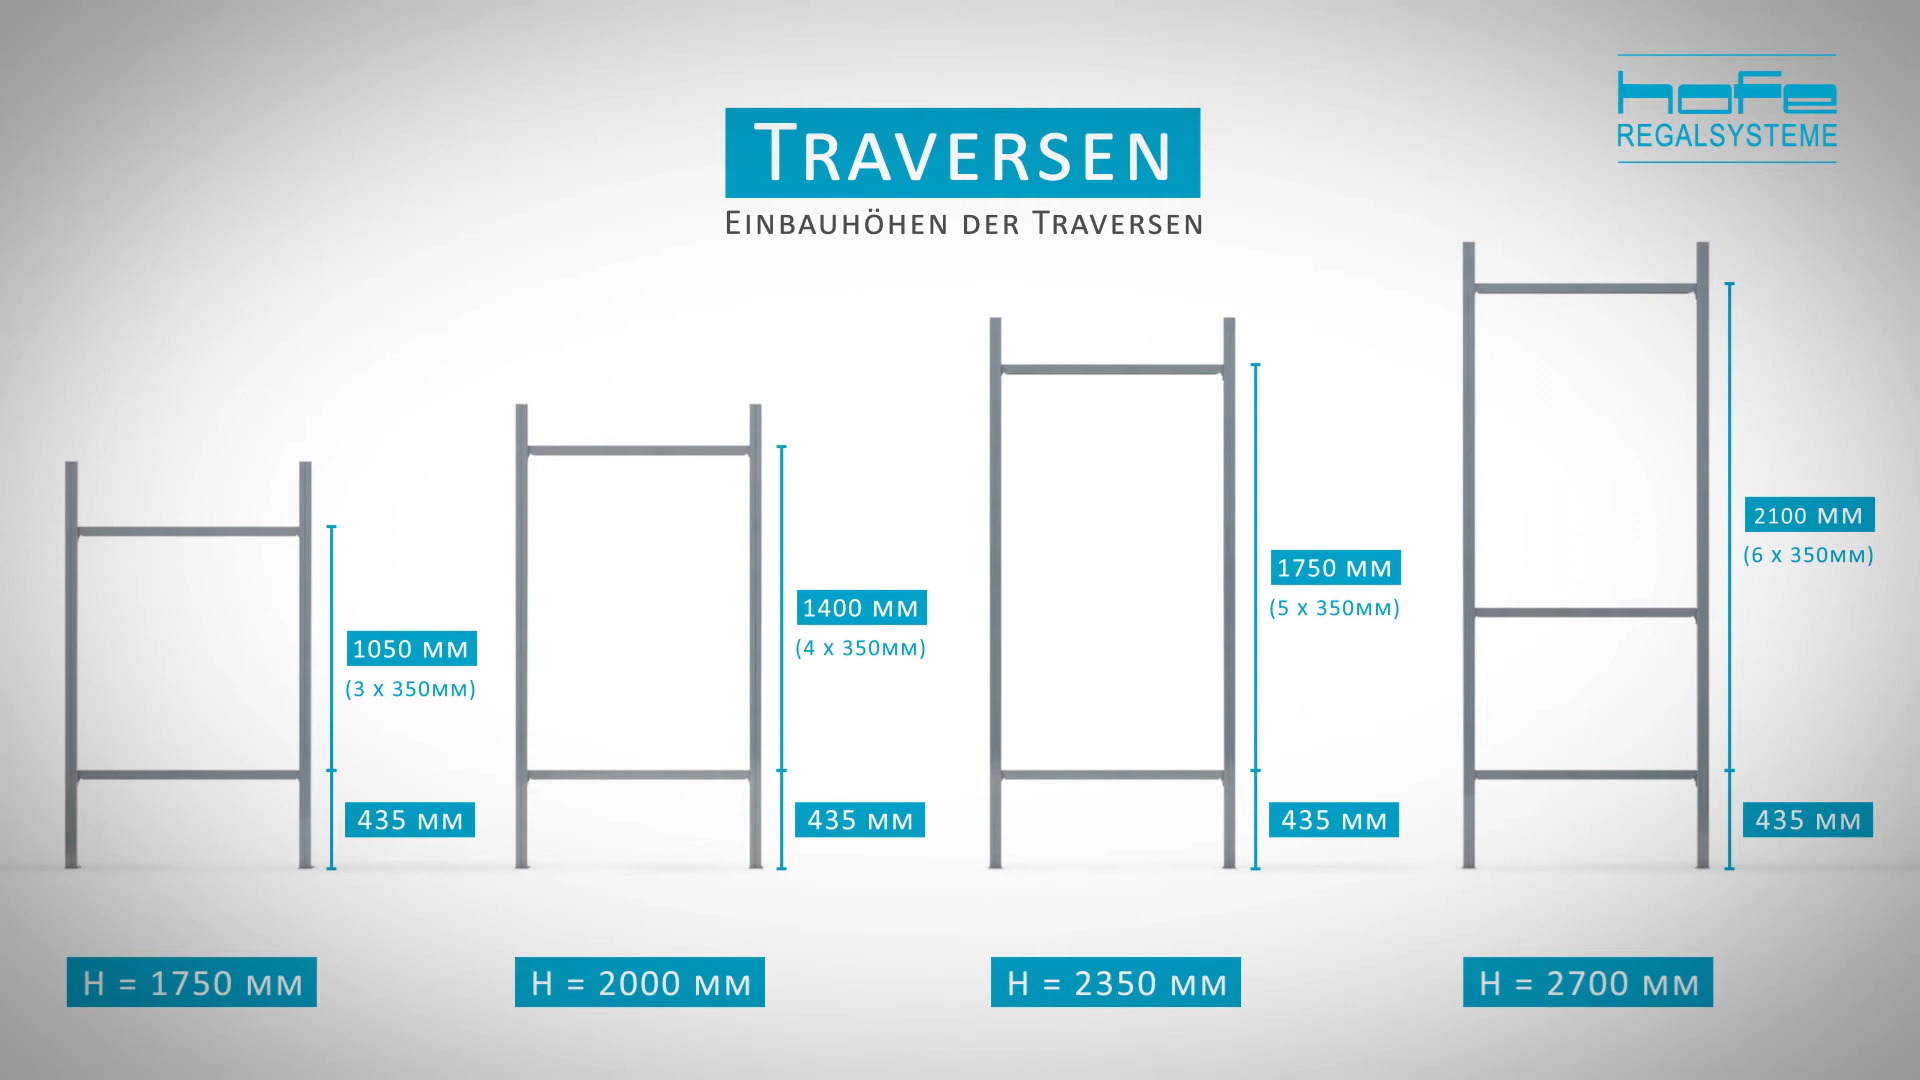 hofe
REGALSYSTEME
TRAVERSEN
EINBAUHÖHEN DER TRAVERSEN
1050 MM
(3 X 350MM)
435 MM
H = 1750 MM
1400 MM
(4 X 350MM)
435 MM
H = 2000 MM
1750 MM
(5 X 350MM)
435 MM
H = 2350 MM
2100 MM
(6 X 350MM)
435 MM
H = 2700 MM